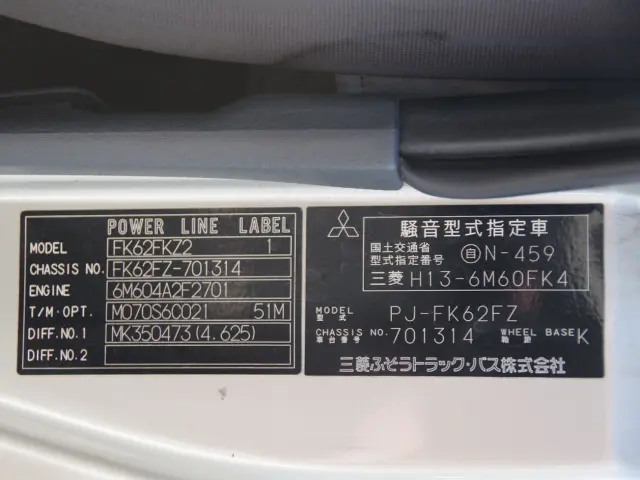 POWER LINE LABEL
MODEL FK62FKZ2 1
CHASSIS NO. FK62FZ-701314
ENGINE 6M604A2F2701
T/M・OPT. M070S6O021 51M
DIFF.NO.1 MK350473(4.625)
DIFF.NO.2
騒音型式指定車
国土交通省
型式指定番号 自N-459
三菱 H13-6M60FK4
MODEL
型式 PJ-FK62FZ
CHASSIS NO.
車台番号 701314
WHEEL BASE
軸距 K
三菱ふそうトラック・バス株式会社